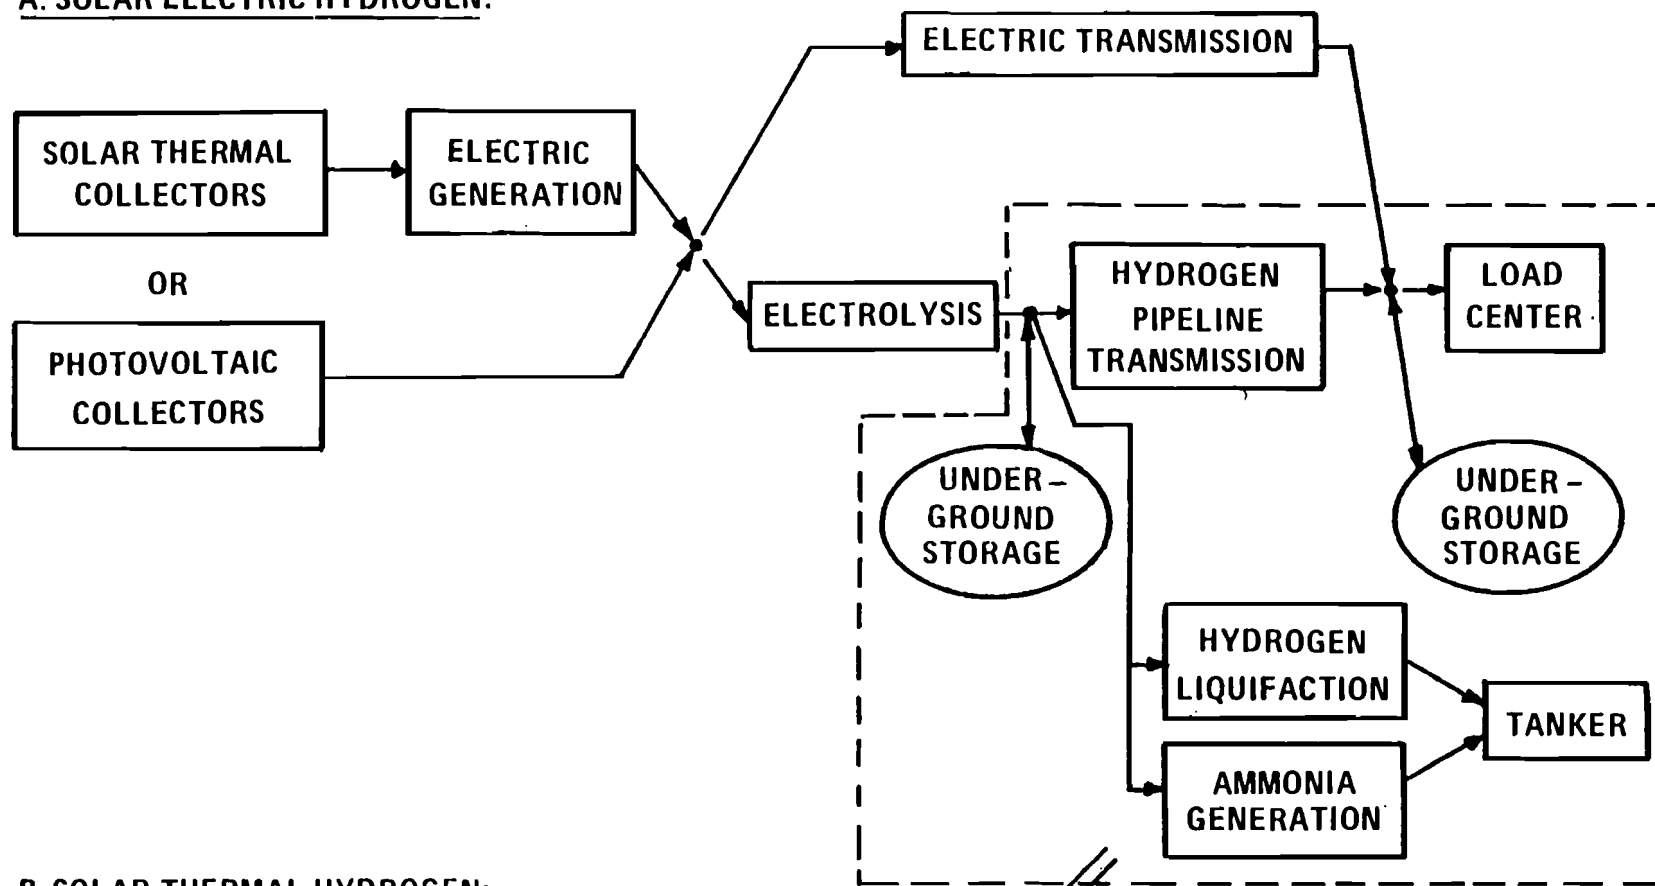 A. SOLAR ELECTRIC HYDROGEN:
ELECTRIC TRANSMISSION
SOLAR THERMAL
COLLECTORS
ELECTRIC
GENERATION
OR
PHOTOVOLTAIC
COLLECTORS
ELECTROLYSIS
HYDROGEN
PIPELINE
TRANSMISSION
LOAD
CENTER
UNDER-
GROUND
STORAGE
UNDER-
GROUND
STORAGE
HYDROGEN
LIQUIFACTION
TANKER
AMMONIA
GENERATION
B. SOLAR THERMAL HYDROGEN: